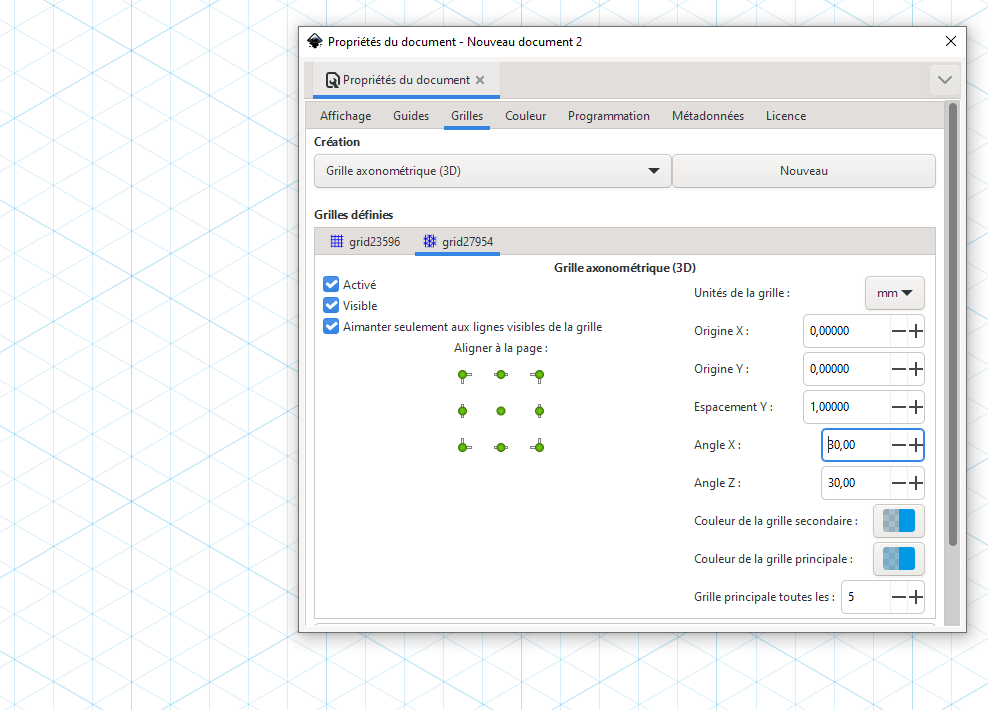 Propriétés du document - Nouveau document 2
Propriétés du document
Affichage Guides Grilles Couleur Programmation Métadonnées Licence
Création
Grille axonométrique (3D) Nouveau
Grilles définies
grid23596 grid27954
Grille axonométrique (3D)
Activé
Visible
Aimanter seulement aux lignes visibles de la grille
Aligner à la page :
Unités de la grille : mm
Origine X : 0,00000
Origine Y : 0,00000
Espacement Y : 1,00000
Angle X : 30,00
Angle Z : 30,00
Couleur de la grille secondaire :
Couleur de la grille principale :
Grille principale toutes les : 5